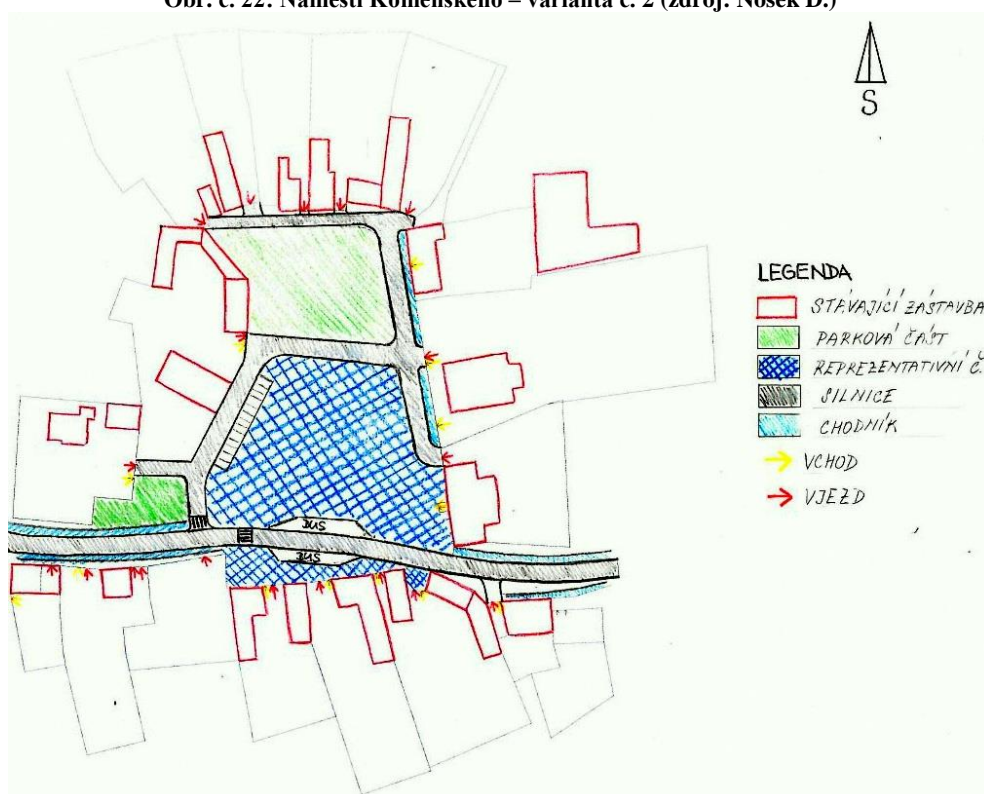 Obr. č. 22: Náměstí Komenského – varianta č. 2 (zdroj: Nosek D.)
S
LEGENDA
STÁVAJÍCÍ ZÁSTAVBA
PARKOVÁ ČÁST
REPREZENTATIVNÍ Č.
SILNICE
CHODNÍK
VCHOD
VJEZD
BUS
BUS